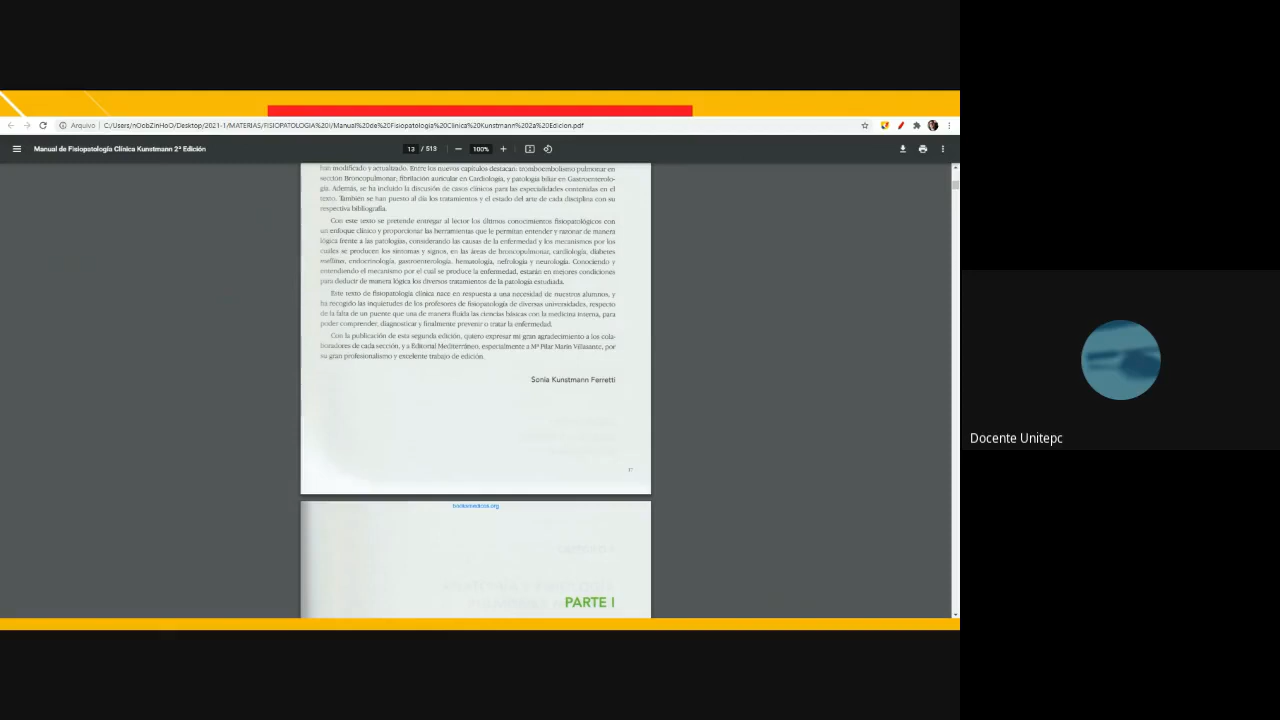 Arquivo
C:/Users/nOobZinHoO/Desktop/2021-1/MATERIAS/FISIOPATOLOGIA%20I/Manual%20de%20Fisiopatologia%20Clinica%20Kunstmann%202a%20Edicion.pdf
Manual de Fisiopatología Clínica Kunstmann 2ª Edición
13 / 513
100%
han modificado y actualizado. Entre los nuevos capítulos destacan: tromboembolismo pulmonar en
sección Broncopulmonar, fibrilación auricular en Cardiología, y patología biliar en Gastroenterolo-
gía. Además, se ha incluido la discusión de casos clínicos para las especialidades contenidas en el
texto. También se han puesto al día los tratamientos y el estado del arte de cada disciplina con su
respectiva bibliografía.
Con este texto se pretende entregar al lector los últimos conocimientos fisiopatológicos con
un enfoque clínico y proporcionar las herramientas que le permitan entender y razonar de manera
lógica frente a las patologías, considerando las causas de la enfermedad y los mecanismos por los
cuales se producen los síntomas y signos, en las áreas de broncopulmonar, cardiología, diabetes
mellitus, endocrinología, gastroenterología, hematología, nefrología y neurología. Conociendo y
entendiendo el mecanismo por el cual se produce la enfermedad, estarán en mejores condiciones
para deducir de manera lógica los diversos tratamientos de la patología estudiada.
Este texto de fisiopatología clínica nace en respuesta a una necesidad de nuestros alumnos, y
ha recogido las inquietudes de los profesores de fisiopatología de diversas universidades, respecto
de la falta de un puente que una de manera fluida las ciencias básicas con la medicina interna, para
poder comprender, diagnosticar y finalmente prevenir o tratar la enfermedad.
Con la publicación de esta segunda edición, quiero expresar mi gran agradecimiento a los cola-
boradores de cada sección, y a Editorial Mediterráneo, especialmente a Mª Pilar Marín Villasante, por
su gran profesionalismo y excelente trabajo de edición.
Sonia Kunstmann Ferretti
17
PARTE I
Docente Unitepc